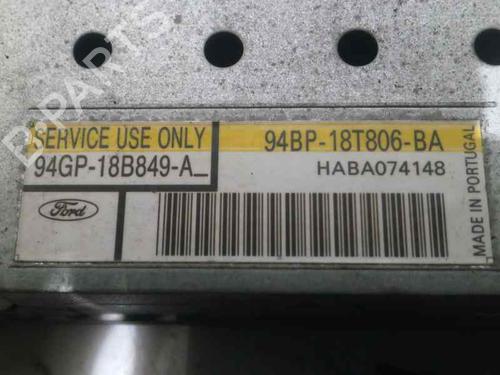 B-PARTS
SERVICE USE ONLY
94BP-18T806-BA
94GP-18B849-A_
HABA074148
Ford
MADE IN PORTUGAL